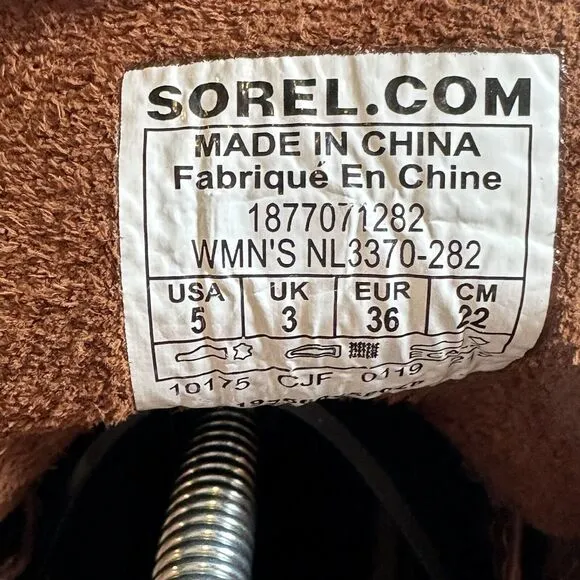 SOREL.COM
MADE IN CHINA
Fabriqué En Chine
1877071282
WMN'S NL3370-282
USA UK EUR CM
5 3 36 22
10175 CJF 0119